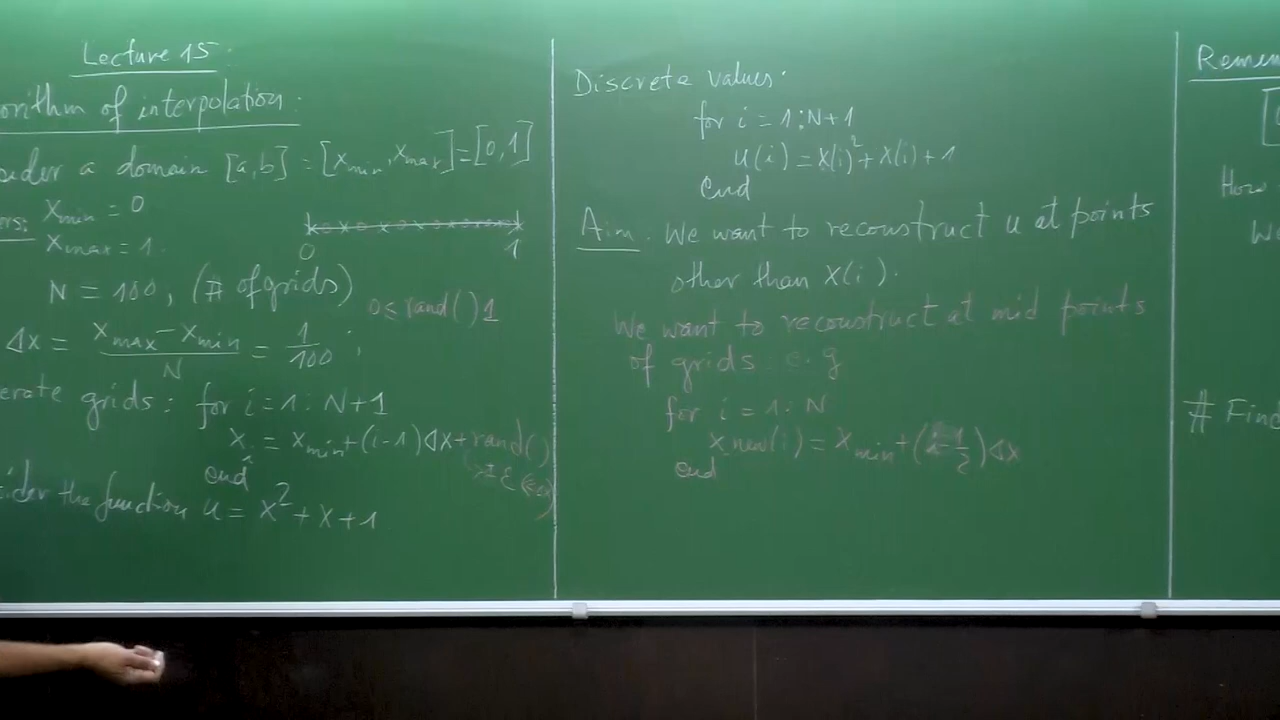 Lecture 15:
orithm of interpolation:
sider a domain [a,b] = [xmin, xmax] = [0,1]
ers: xmin = 0
xmax = 1.
0 1
N = 100, (# of grids)
0 ≤ rand() 1
Δx = (xmax - xmin)/N = 1/100 ;
erate grids: for i = 1 : N+1
xi = xmin + (i-1)Δx + rand()
end
sider the function u = x² + x + 1
Discrete values:
for i = 1:N+1
u(i) = x(i)² + x(i) + 1
end
Aim. We want to reconstruct u at points
other than x(i).
We want to reconstruct at mid points
of grids e.g
for i = 1: N
xnew(i) = xmin + (i-1/2)Δx
end
Remem
How
We
# Find